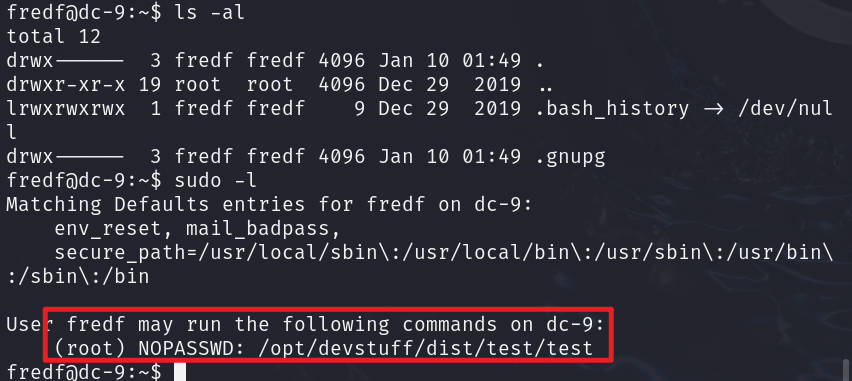 fredf@dc-9:~$ ls -al
total 12
drwx------  3 fredf fredf 4096 Jan 10 01:49 .
drwxr-xr-x 19 root  root  4096 Dec 29  2019 ..
lrwxrwxrwx  1 fredf fredf    9 Dec 29  2019 .bash_history -> /dev/nul
l
drwx------  3 fredf fredf 4096 Jan 10 01:49 .gnupg
fredf@dc-9:~$ sudo -l
Matching Defaults entries for fredf on dc-9:
    env_reset, mail_badpass,
    secure_path=/usr/local/sbin\:/usr/local/bin\:/usr/sbin\:/usr/bin\
:/sbin\:/bin

User fredf may run the following commands on dc-9:
    (root) NOPASSWD: /opt/devstuff/dist/test/test
fredf@dc-9:~$